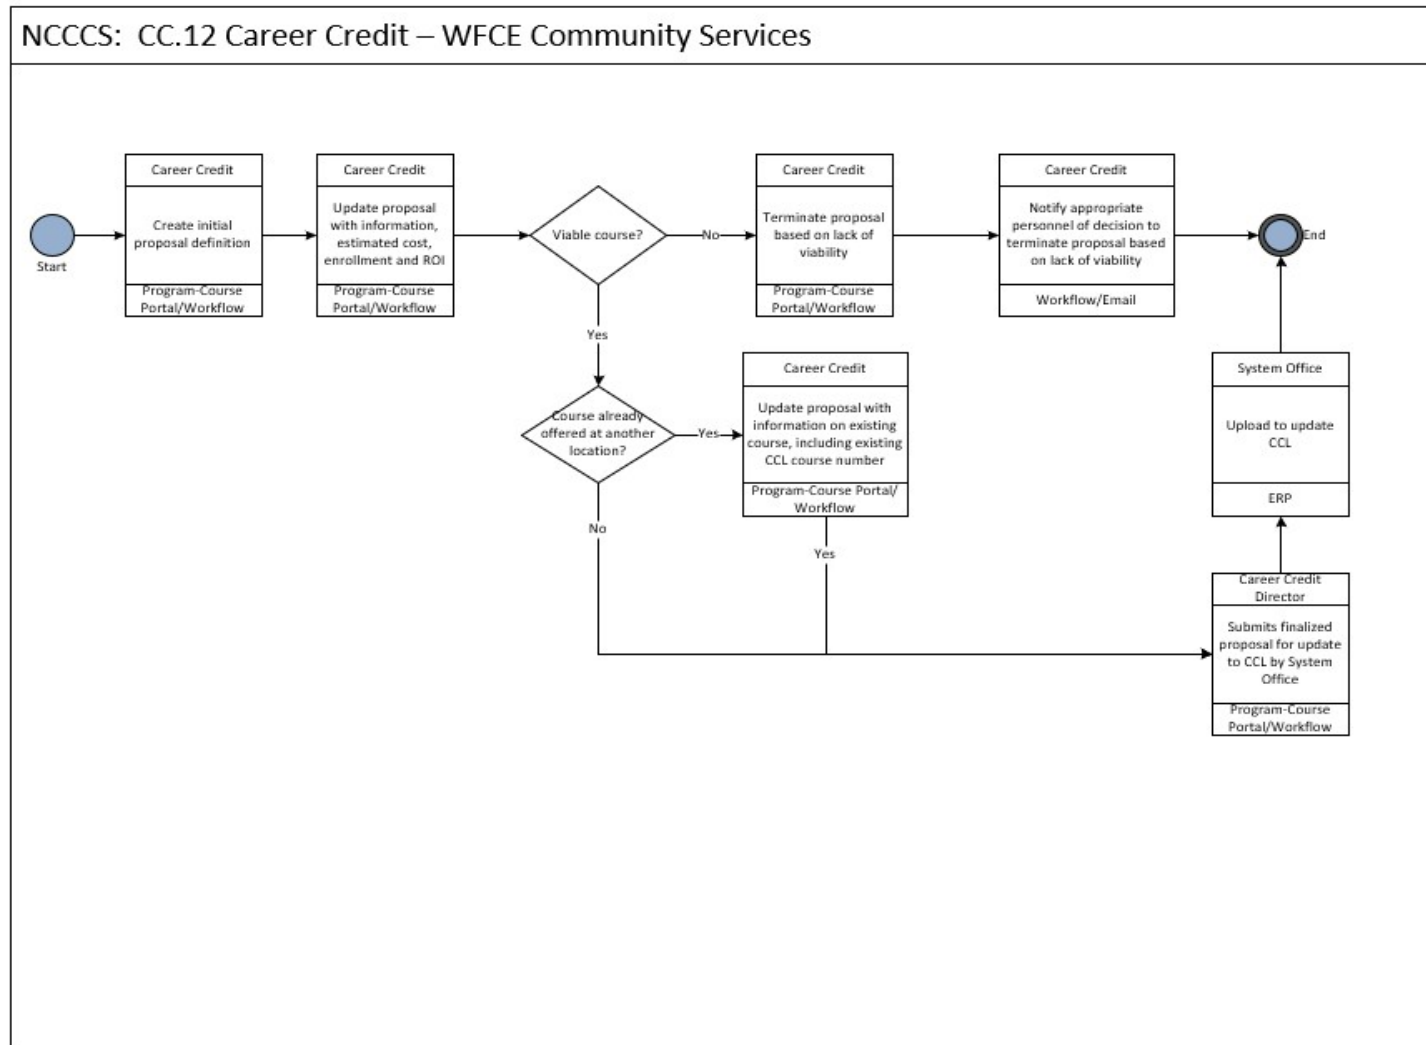 NCCCS:  CC.12 Career Credit – WFCE Community Services
Career Credit
Create initial
proposal definition
Program-Course
Portal/Workflow
Career Credit
Update proposal
with information,
estimated cost,
enrollment and ROI
Program-Course
Portal/Workflow
Viable course?
No
Career Credit
Terminate proposal
based on lack of
viability
Program-Course
Portal/Workflow
Career Credit
Notify appropriate
personnel of decision to
terminate proposal based
on lack of viability
Workflow/Email
End
Start
Yes
Course already
offered at another
location?
Yes
Career Credit
Update proposal with
information on existing
course, including existing
CCL course number
Program-Course Portal/
Workflow
System Office
Upload to update
CCL
ERP
No
Yes
Career Credit
Director
Submits finalized
proposal for update
to CCL by System
Office
Program-Course
Portal/Workflow